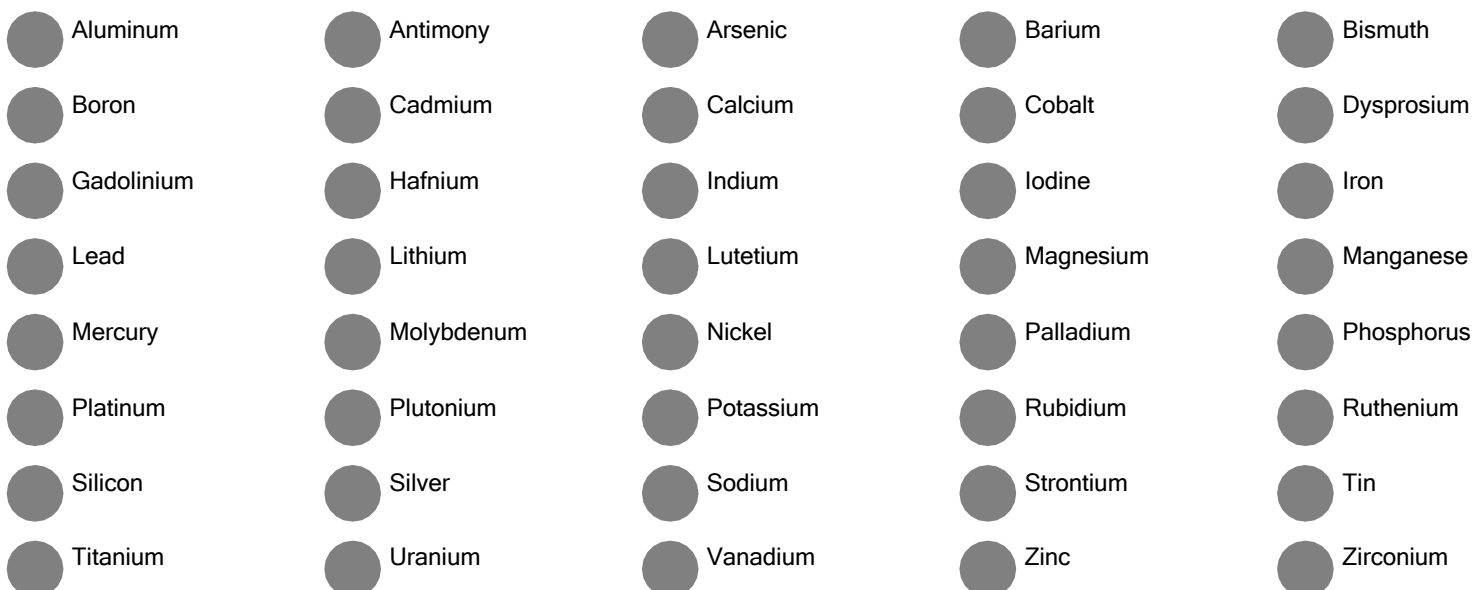 Aluminum Antimony Arsenic Barium Bismuth
Boron Cadmium Calcium Cobalt Dysprosium
Gadolinium Hafnium Indium Iodine Iron
Lead Lithium Lutetium Magnesium Manganese
Mercury Molybdenum Nickel Palladium Phosphorus
Platinum Plutonium Potassium Rubidium Ruthenium
Silicon Silver Sodium Strontium Tin
Titanium Uranium Vanadium Zinc Zirconium